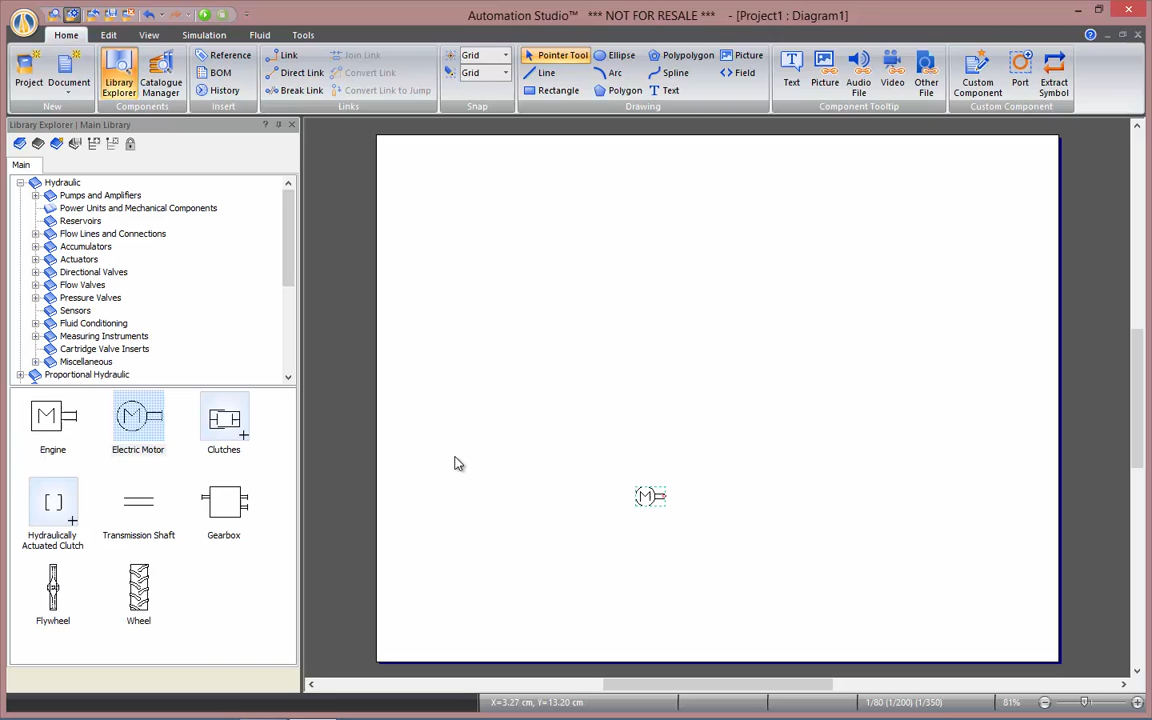 Automation Studio™ *** NOT FOR RESALE *** - [Project1 : Diagram1]
Home Edit View Simulation Fluid Tools
Project
Document
New
Library Explorer
Catalogue Manager
Components
Reference
BOM
History
Insert
Link
Direct Link
Break Link
Join Link
Convert Link
Convert Link to Jump
Links
Grid
Grid
Snap
Pointer Tool
Line
Rectangle
Ellipse
Arc
Polygon
Polypolygon
Spline
Text
Picture
Field
Drawing
Text
Picture
Audio File
Video
Other File
Component Tooltip
Custom Component
Port
Extract Symbol
Custom Component
Library Explorer | Main Library
Main
Hydraulic
Pumps and Amplifiers
Power Units and Mechanical Components
Reservoirs
Flow Lines and Connections
Accumulators
Actuators
Directional Valves
Flow Valves
Pressure Valves
Sensors
Fluid Conditioning
Measuring Instruments
Cartridge Valve Inserts
Miscellaneous
Proportional Hydraulic
M
M
Engine
Electric Motor
Clutches
Hydraulically Actuated Clutch
Transmission Shaft
Gearbox
Flywheel
Wheel
M
X=3.27 cm, Y=13.20 cm
1/80 (1/200) (1/350)
81%